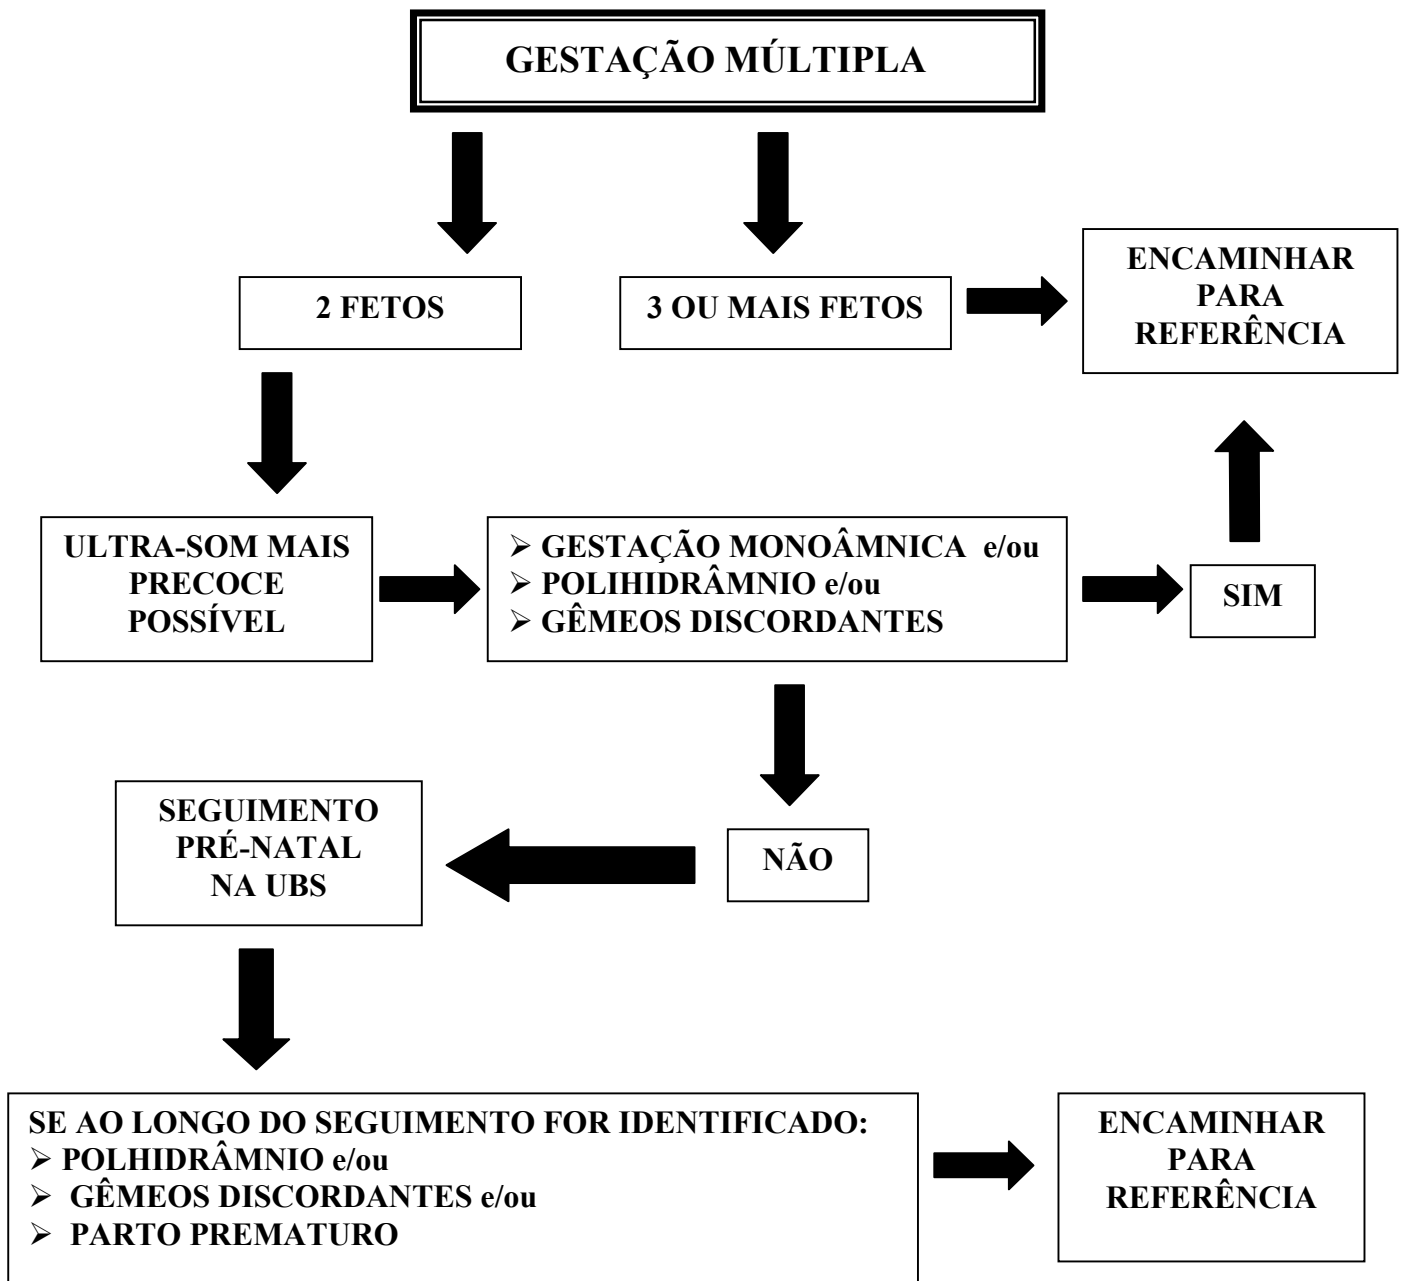 GESTAÇÃO MÚLTIPLA
2 FETOS
3 OU MAIS FETOS
ENCAMINHAR
PARA
REFERÊNCIA
ULTRA-SOM MAIS
PRECOCE
POSSÍVEL
➢ GESTAÇÃO MONOÂMNICA e/ou
➢ POLIHIDRÂMNIO e/ou
➢ GÊMEOS DISCORDANTES
SIM
SEGUIMENTO
PRÉ-NATAL
NA UBS
NÃO
SE AO LONGO DO SEGUIMENTO FOR IDENTIFICADO:
➢ POLHIDRÂMNIO e/ou
➢ GÊMEOS DISCORDANTES e/ou
➢ PARTO PREMATURO
ENCAMINHAR
PARA
REFERÊNCIA